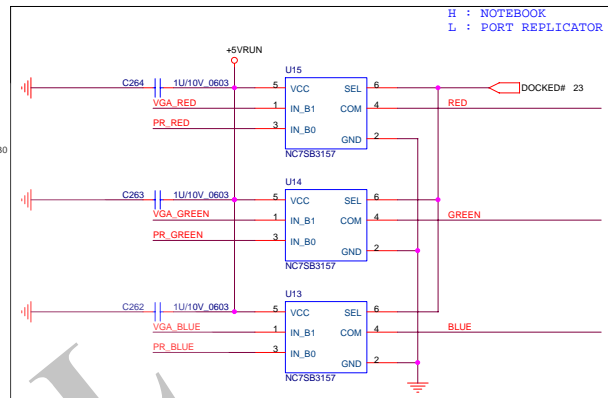 H : NOTEBOOK
L : PORT REPLICATOR
+5VRUN
U15
C264 1U/10V_0603 5 VCC SEL 6 DOCKED# 23
VGA_RED 1 IN_B1 COM 4 RED
PR_RED 3 IN_B0
GND 2
NC7SB3157
U14
C263 1U/10V_0603 5 VCC SEL 6
VGA_GREEN 1 IN_B1 COM 4 GREEN
PR_GREEN 3 IN_B0
GND 2
NC7SB3157
U13
C262 1U/10V_0603 5 VCC SEL 6
VGA_BLUE 1 IN_B1 COM 4 BLUE
PR_BLUE 3 IN_B0
GND 2
NC7SB3157